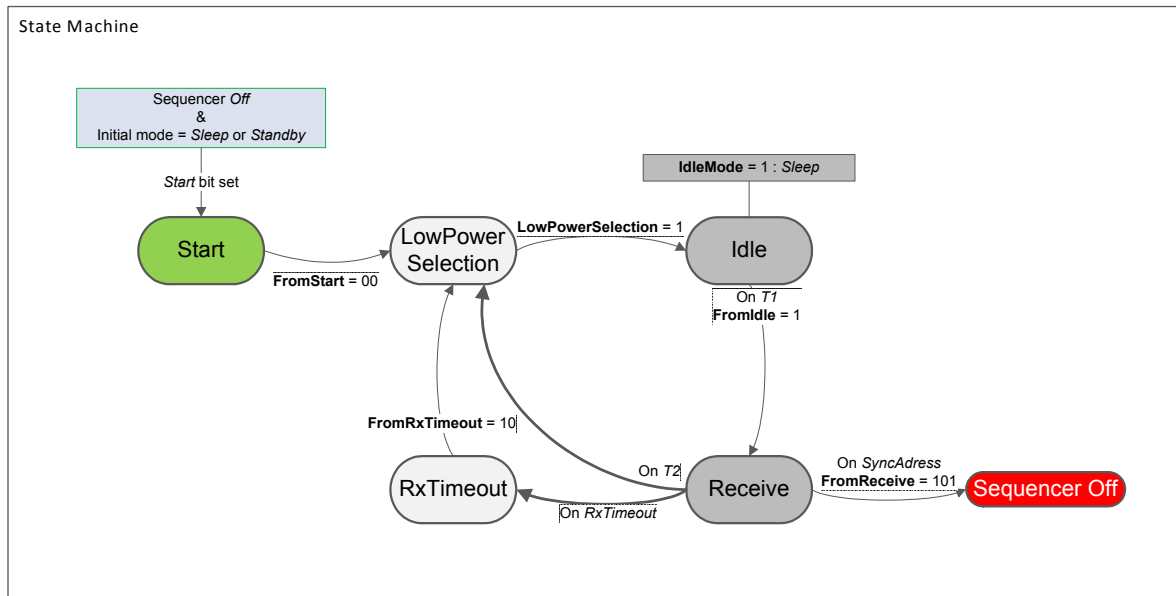 State Machine
Sequencer Off
&
Initial mode = Sleep or Standby
Start bit set
IdleMode = 1 : Sleep
Start
LowPower
Selection
LowPowerSelection = 1
Idle
FromStart = 00
On T1
FromIdle = 1
FromRxTimeout = 10
On T2
RxTimeout
Receive
On RxTimeout
On SyncAdress
FromReceive = 101
Sequencer Off